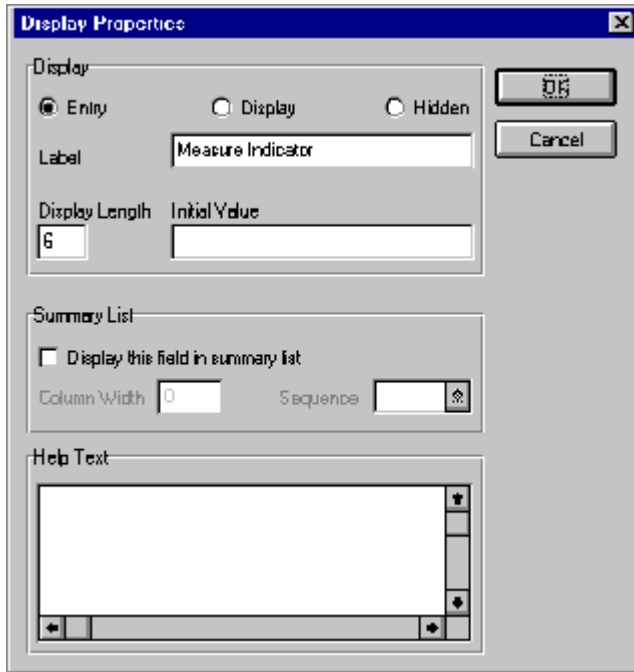 Display Properties
Display
Entry Display Hidden
OK
Cancel
Label Measure Indicator
Display Length Initial Value
6
Summary List
Display this field in summary list
Column Width 0 Sequence
Help Text